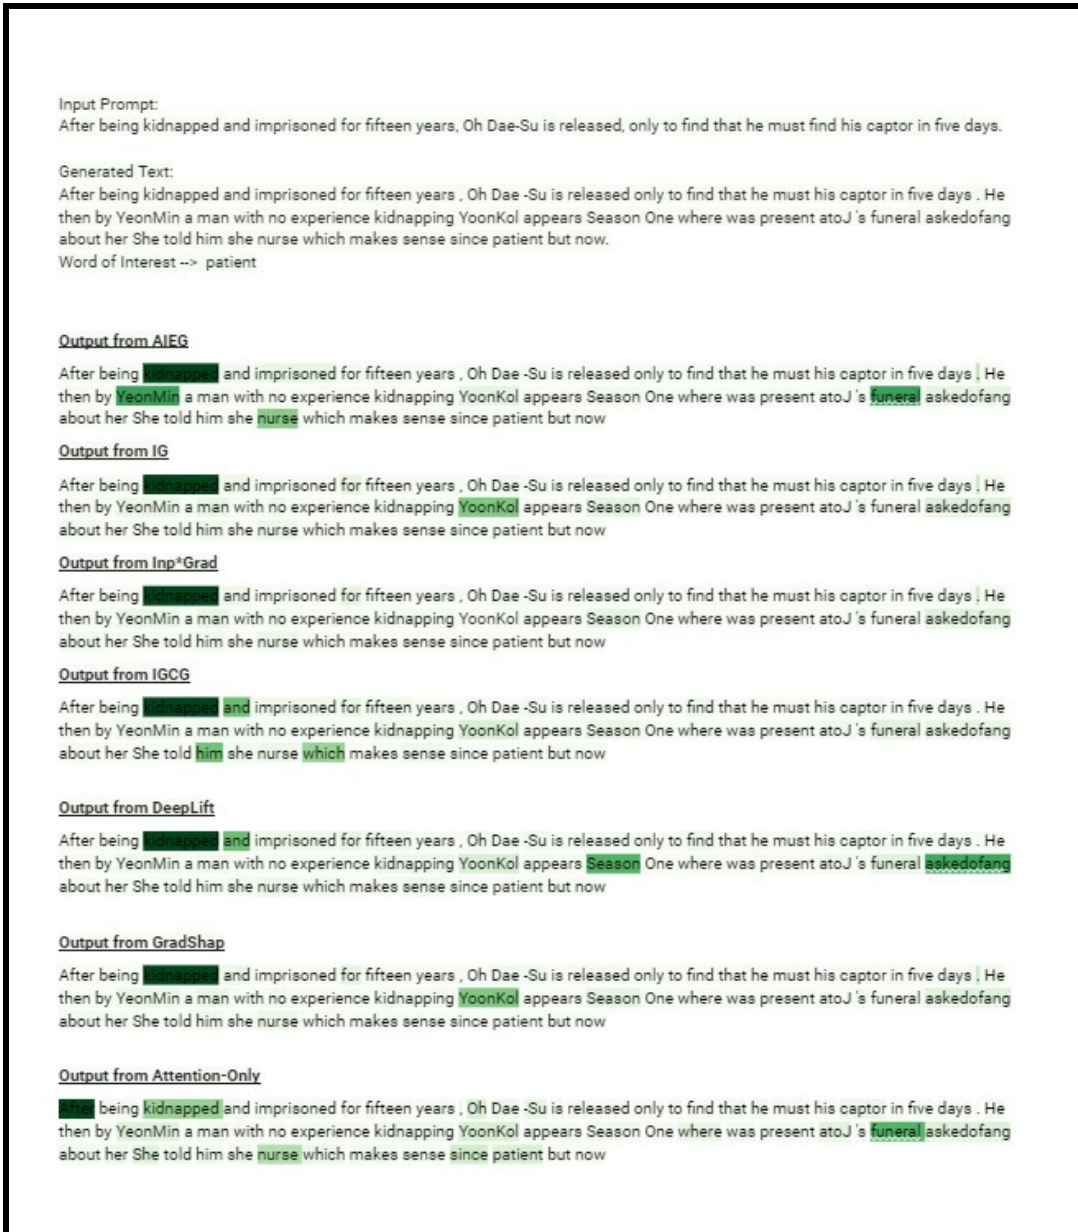 Input Prompt:
After being kidnapped and imprisoned for fifteen years, Oh Dae-Su is released, only to find that he must find his captor in five days.
Generated Text:
After being kidnapped and imprisoned for fifteen years , Oh Dae -Su is released only to find that he must his captor in five days . He
then by YeonMin a man with no experience kidnapping YoonKol appears Season One where was present atoJ 's funeral askedofang
about her She told him she nurse which makes sense since patient but now.
Word of Interest --> patient
Output from AIEG
After being kidnapped and imprisoned for fifteen years , Oh Dae -Su is released only to find that he must his captor in five days . He
then by YeonMin a man with no experience kidnapping YoonKol appears Season One where was present atoJ 's funeral askedofang
about her She told him she nurse which makes sense since patient but now
Output from IG
After being kidnapped and imprisoned for fifteen years , Oh Dae -Su is released only to find that he must his captor in five days . He
then by YeonMin a man with no experience kidnapping YoonKol appears Season One where was present atoJ 's funeral askedofang
about her She told him she nurse which makes sense since patient but now
Output from Inp*Grad
After being kidnapped and imprisoned for fifteen years , Oh Dae -Su is released only to find that he must his captor in five days . He
then by YeonMin a man with no experience kidnapping YoonKol appears Season One where was present atoJ 's funeral askedofang
about her She told him she nurse which makes sense since patient but now
Output from IGCG
After being kidnapped and imprisoned for fifteen years , Oh Dae -Su is released only to find that he must his captor in five days . He
then by YeonMin a man with no experience kidnapping YoonKol appears Season One where was present atoJ 's funeral askedofang
about her She told him she nurse which makes sense since patient but now
Output from DeepLift
After being kidnapped and imprisoned for fifteen years , Oh Dae -Su is released only to find that he must his captor in five days . He
then by YeonMin a man with no experience kidnapping YoonKol appears Season One where was present atoJ 's funeral askedofang
about her She told him she nurse which makes sense since patient but now
Output from GradShap
After being kidnapped and imprisoned for fifteen years , Oh Dae -Su is released only to find that he must his captor in five days . He
then by YeonMin a man with no experience kidnapping YoonKol appears Season One where was present atoJ 's funeral askedofang
about her She told him she nurse which makes sense since patient but now
Output from Attention-Only
After being kidnapped and imprisoned for fifteen years , Oh Dae -Su is released only to find that he must his captor in five days . He
then by YeonMin a man with no experience kidnapping YoonKol appears Season One where was present atoJ 's funeral askedofang
about her She told him she nurse which makes sense since patient but now